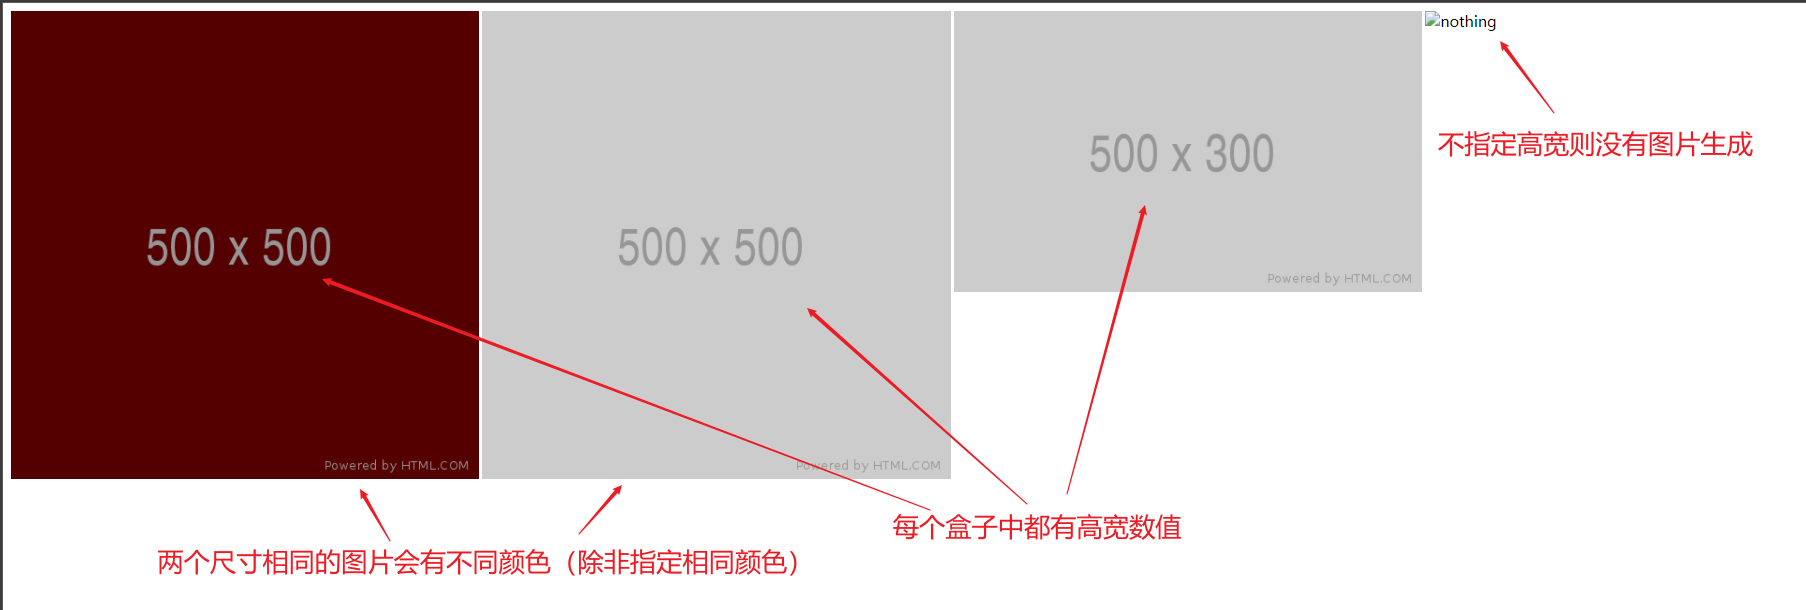 nothing
不指定高宽则没有图片生成
500 x 300
500 x 500
500 x 500
Powered by HTML.COM
Powered by HTML.COM
Powered by HTML.COM
每个盒子中都有高宽数值
两个尺寸相同的图片会有不同颜色（除非指定相同颜色）